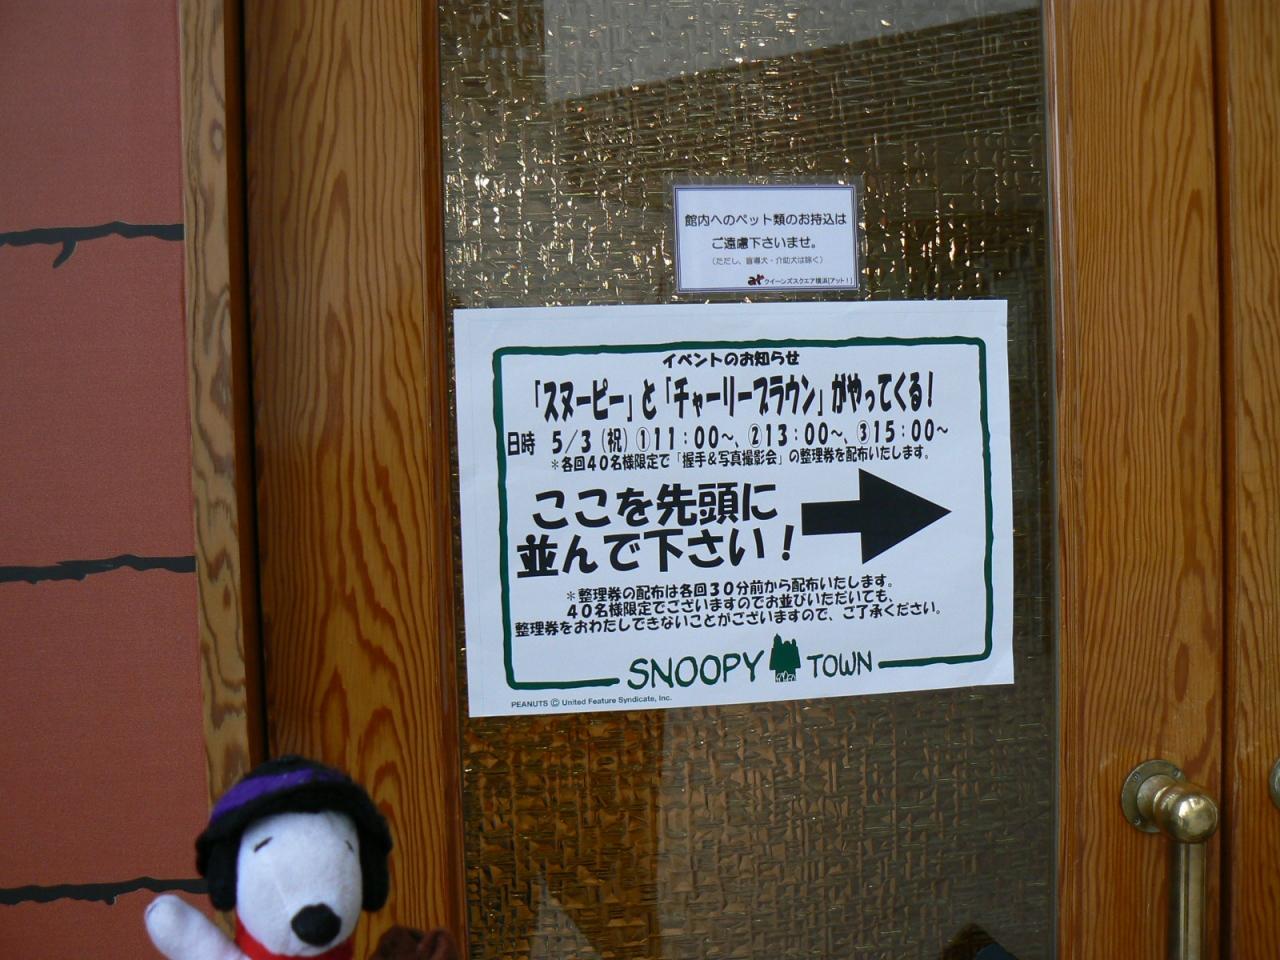 館内へのペット類のお持込は
ご遠慮下さいませ。
（ただし、盲導犬・介助犬は除く）
at! クイーンズスクエア横浜[アット！]
イベントのお知らせ
「スヌーピー」と「チャーリーブラウン」がやってくる！
日時 5／3（祝）①11：00～、②13：00～、③15：00～
＊各回40名様限定で「握手＆写真撮影会」の整理券を配布いたします。
ここを先頭に
並んで下さい！
＊整理券の配布は各回30分前から配布いたします。
40名様限定でございますのでお並びいただいても、
整理券をおわたしできないことがございますので、ご了承ください。
SNOOPY TOWN
PEANUTS © United Feature Syndicate, Inc.